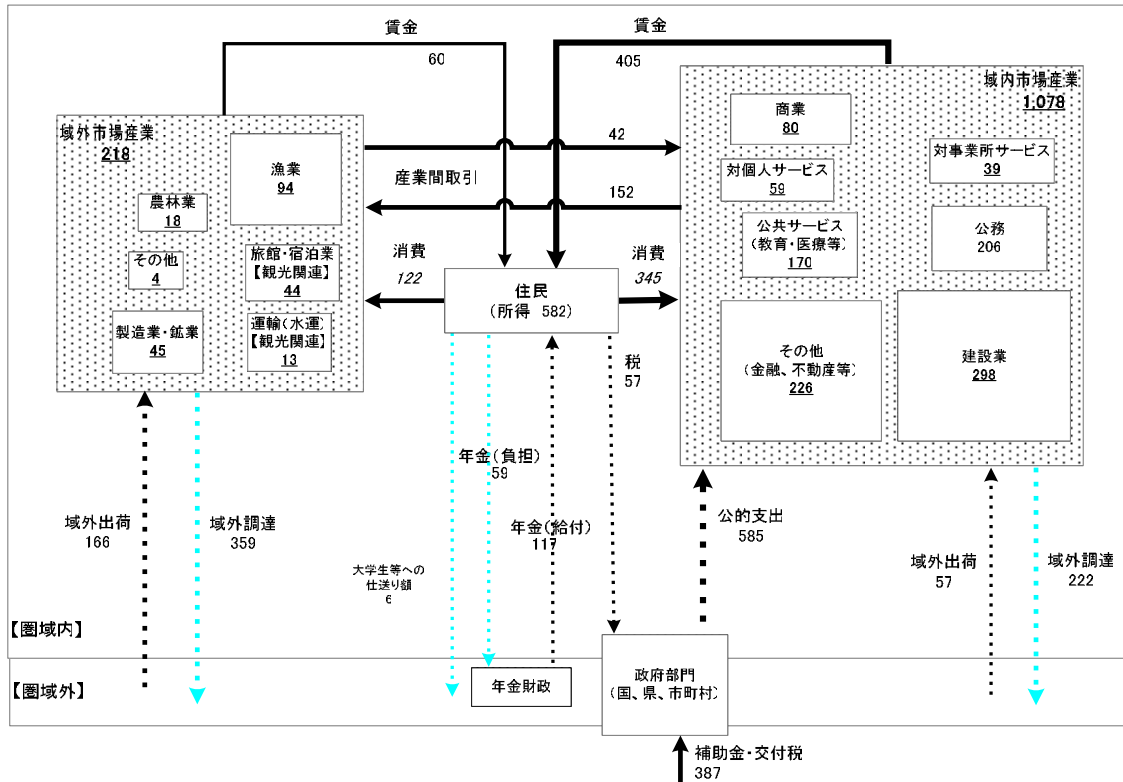 賃金
60
賃金
405
域外市場産業
218
漁業
94
農林業
18
その他
4
旅館・宿泊業
【観光関連】
44
製造業・鉱業
45
運輸(水運)
【観光関連】
13
42
産業間取引
152
消費
122
消費
345
住民
(所得 582)
域内市場産業
1,078
商業
80
対個人サービス
59
対事業所サービス
39
公共サービス
(教育・医療等)
170
公務
206
その他
(金融、不動産等)
226
建設業
298
税
57
年金(負担)
59
年金(給付)
117
大学生等への
仕送り額
6
域外出荷
166
域外調達
359
公的支出
585
域外出荷
57
域外調達
222
【圏域内】
【圏域外】
年金財政
政府部門
(国、県、市町村)
補助金・交付税
387